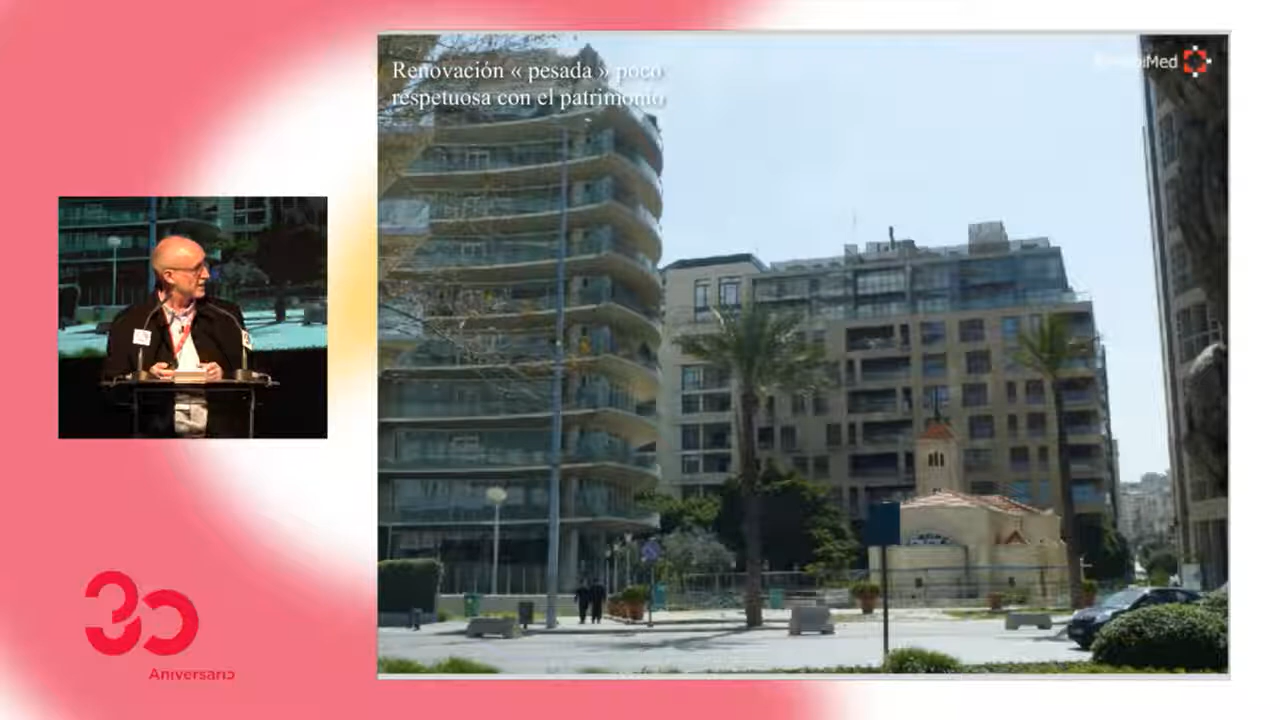 Renovación « pesada » poco
respetuosa con el patrimonio
30
Aniversario